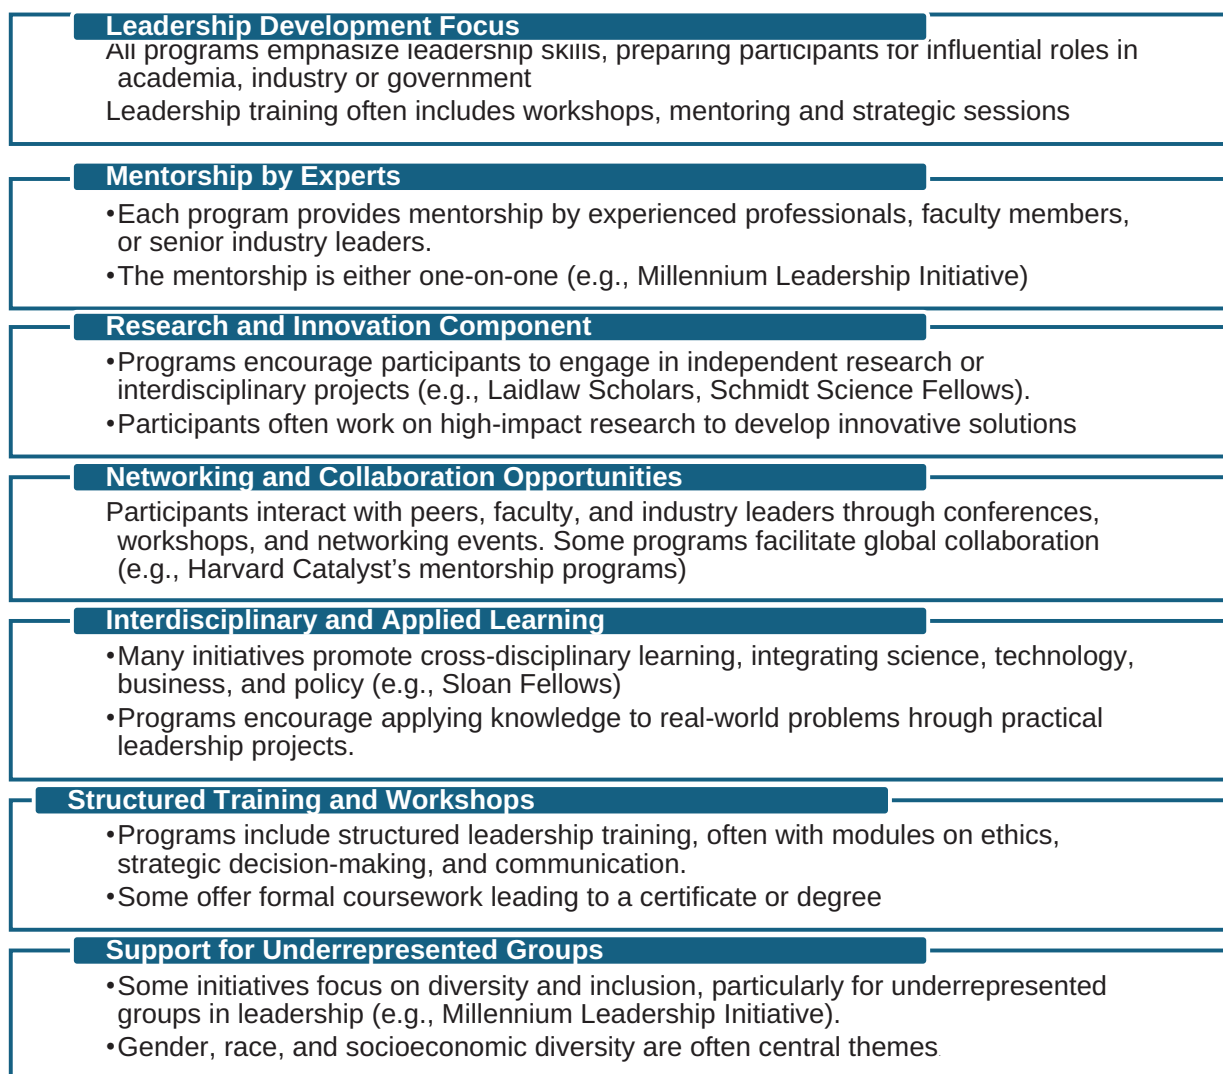 Leadership Development Focus
All programs emphasize leadership skills, preparing participants for influential roles in
academia, industry or government
Leadership training often includes workshops, mentoring and strategic sessions
Mentorship by Experts
•Each program provides mentorship by experienced professionals, faculty members,
or senior industry leaders.
•The mentorship is either one-on-one (e.g., Millennium Leadership Initiative)
Research and Innovation Component
•Programs encourage participants to engage in independent research or
interdisciplinary projects (e.g., Laidlaw Scholars, Schmidt Science Fellows).
•Participants often work on high-impact research to develop innovative solutions
Networking and Collaboration Opportunities
Participants interact with peers, faculty, and industry leaders through conferences,
workshops, and networking events. Some programs facilitate global collaboration
(e.g., Harvard Catalyst’s mentorship programs)
Interdisciplinary and Applied Learning
•Many initiatives promote cross-disciplinary learning, integrating science, technology,
business, and policy (e.g., Sloan Fellows)
•Programs encourage applying knowledge to real-world problems hrough practical
leadership projects.
Structured Training and Workshops
•Programs include structured leadership training, often with modules on ethics,
strategic decision-making, and communication.
•Some offer formal coursework leading to a certificate or degree
Support for Underrepresented Groups
•Some initiatives focus on diversity and inclusion, particularly for underrepresented
groups in leadership (e.g., Millennium Leadership Initiative).
•Gender, race, and socioeconomic diversity are often central themes.